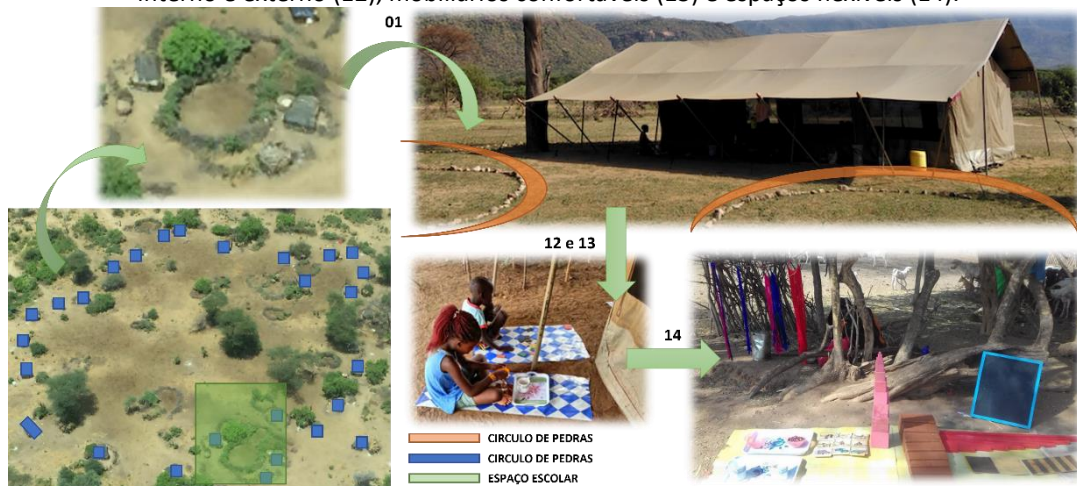 interno e externo (12), mobiliários confortáveis (13) e espaços flexíveis (14).
01
12 e 13
14
CIRCULO DE PEDRAS
CIRCULO DE PEDRAS
ESPAÇO ESCOLAR